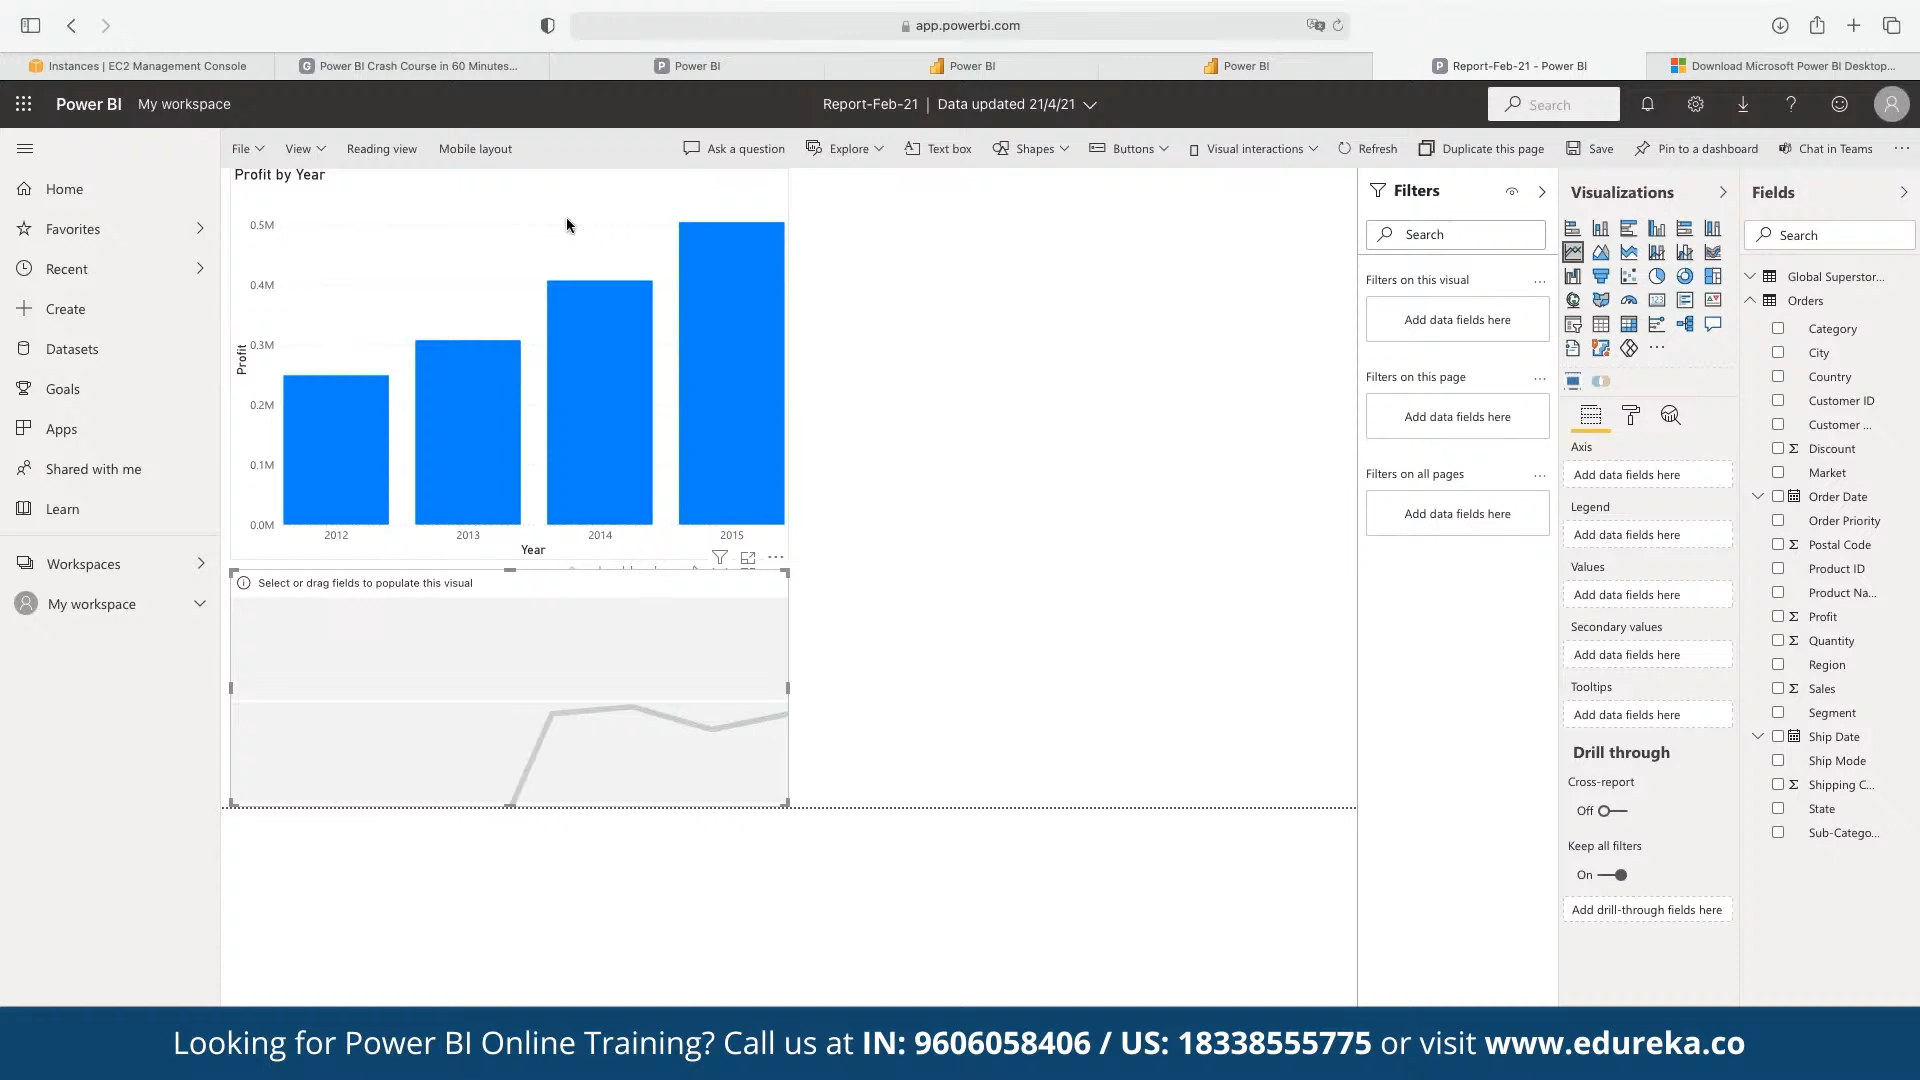 app.powerbi.com
Instances | EC2 Management Console
Power BI Crash Course in 60 Minutes...
Power BI
Power BI
Power BI
Report-Feb-21 - Power BI
Download Microsoft Power BI Desktop...
Power BI My workspace
Report-Feb-21 | Data updated 21/4/21
Search
File View Reading view Mobile layout
Ask a question Explore Text box Shapes Buttons Visual interactions Refresh Duplicate this page Save Pin to a dashboard Chat in Teams ...
Home
Favorites
Recent
Create
Datasets
Goals
Apps
Shared with me
Learn
Workspaces
My workspace
Profit by Year
0.5M
0.4M
0.3M
0.2M
0.1M
0.0M
Profit
2012 2013 2014 2015
Year
Select or drag fields to populate this visual
Filters
Search
Filters on this visual ...
Add data fields here
Filters on this page ...
Add data fields here
Filters on all pages ...
Add data fields here
Visualizations
123
...
Axis
Add data fields here
Legend
Add data fields here
Values
Add data fields here
Secondary values
Add data fields here
Tooltips
Add data fields here
Drill through
Cross-report
Off
Keep all filters
On
Add drill-through fields here
Fields
Search
Global Superstor...
Orders
Category
City
Country
Customer ID
Customer ...
Σ Discount
Market
Order Date
Order Priority
Σ Postal Code
Product ID
Product Na...
Σ Profit
Σ Quantity
Region
Σ Sales
Segment
Ship Date
Ship Mode
Σ Shipping C...
State
Sub-Catego...
Looking for Power BI Online Training? Call us at IN: 9606058406 / US: 18338555775 or visit www.edureka.co